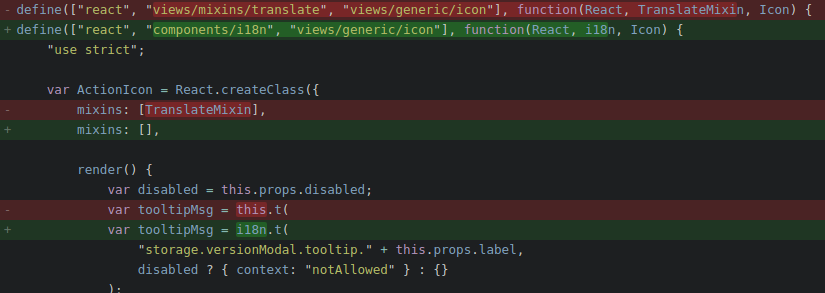 - define(["react", "views/mixins/translate", "views/generic/icon"], function(React, TranslateMixin, Icon) {
+ define(["react", "components/i18n", "views/generic/icon"], function(React, i18n, Icon) {
    "use strict";
    var ActionIcon = React.createClass({
-       mixins: [TranslateMixin],
+       mixins: [],
        render() {
            var disabled = this.props.disabled;
-           var tooltipMsg = this.t(
+           var tooltipMsg = i18n.t(
                "storage.versionModal.tooltip." + this.props.label,
                disabled ? { context: "notAllowed" } : {}
            );